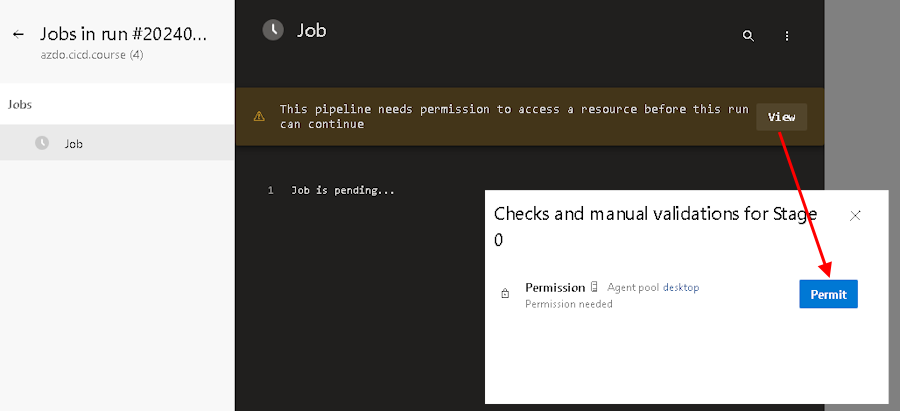 Jobs in run #20240...
azdo.cicd.course (4)
Jobs
Job
Job
This pipeline needs permission to access a resource before this run
can continue
View
1 Job is pending...
Checks and manual validations for Stage
0
Permission Agent pool desktop
Permission needed
Permit